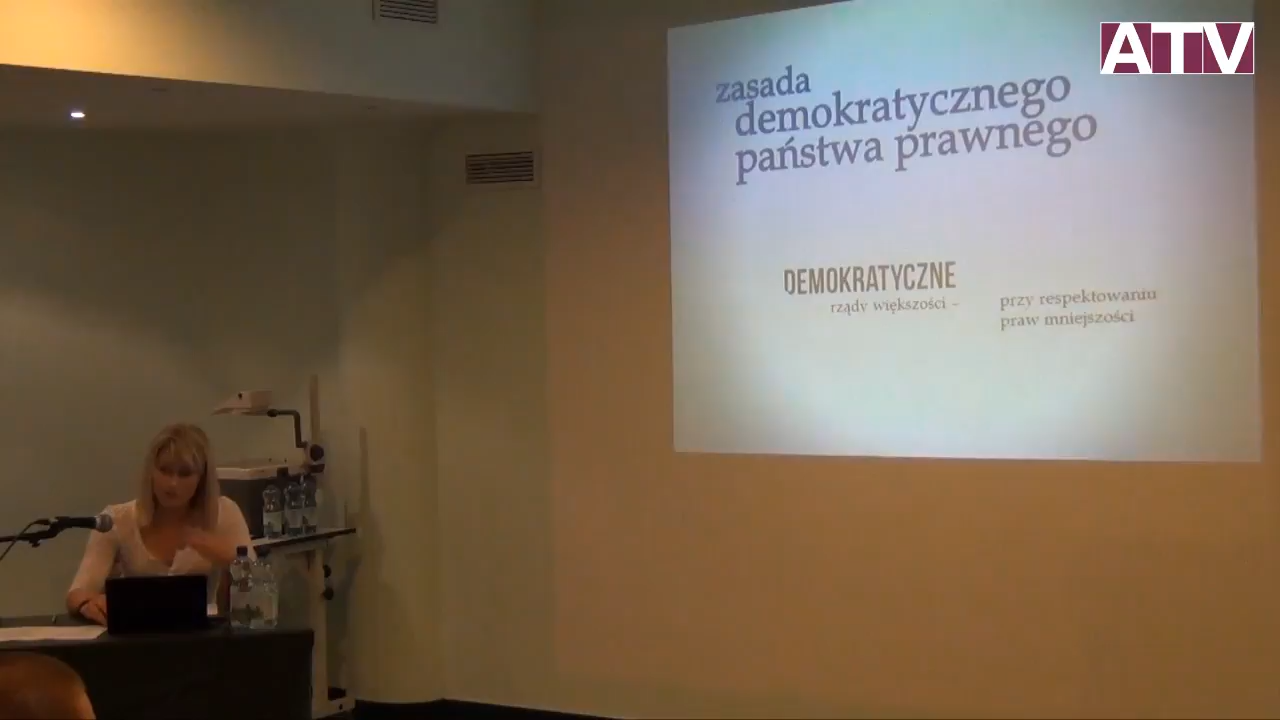 ATV
zasada
demokratycznego
państwa prawnego
DEMOKRATYCZNE
rządy większości –
przy respektowaniu
praw mniejszości